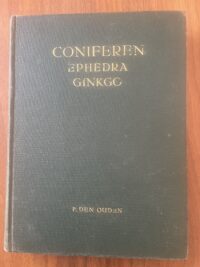 CONIFEREN
EPHEDRA
GINKGO
P. DEN OUDEN